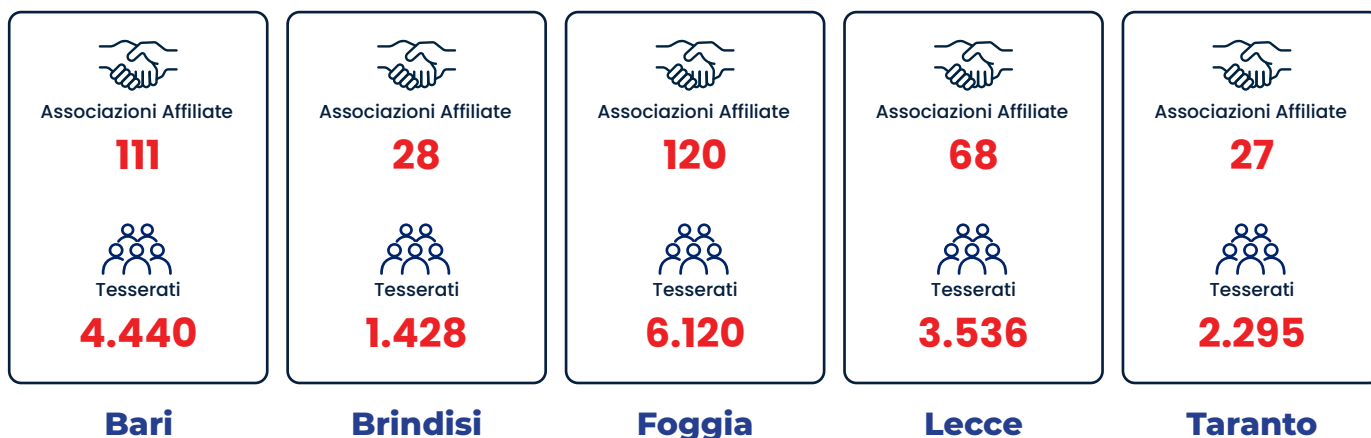 Associazioni Affiliate
111
Tesserati
4.440
Bari
Associazioni Affiliate
28
Tesserati
1.428
Brindisi
Associazioni Affiliate
120
Tesserati
6.120
Foggia
Associazioni Affiliate
68
Tesserati
3.536
Lecce
Associazioni Affiliate
27
Tesserati
2.295
Taranto